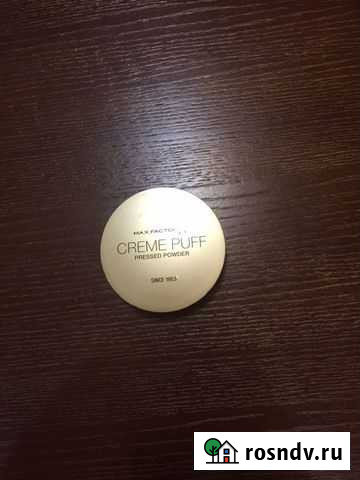 MAX FACTOR
CREME PUFF
PRESSED POWDER
SINCE 1953
rosndv.ru